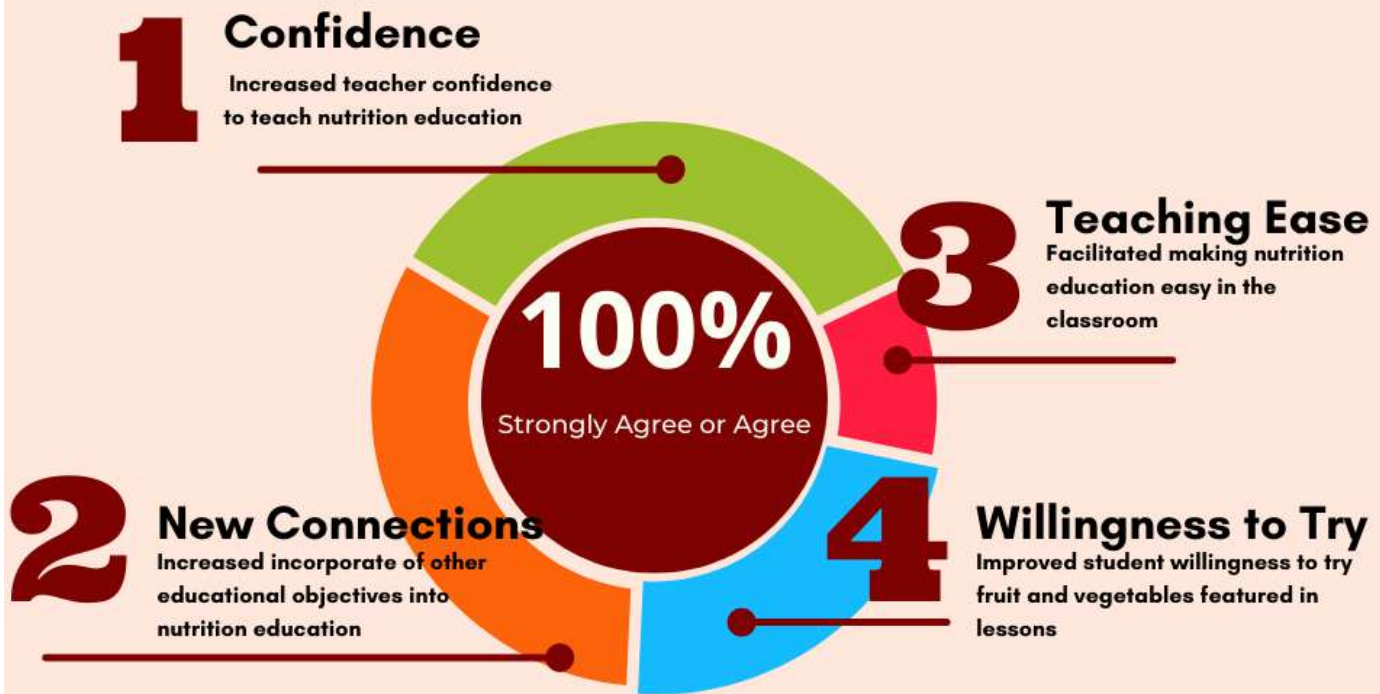 1
Confidence
Increased teacher confidence
to teach nutrition education
100%
Strongly Agree or Agree
2
New Connections
Increased incorporate of other
educational objectives into
nutrition education
3
Teaching Ease
Facilitated making nutrition
education easy in the
classroom
4
Willingness to Try
Improved student willingness to try
fruit and vegetables featured in
lessons